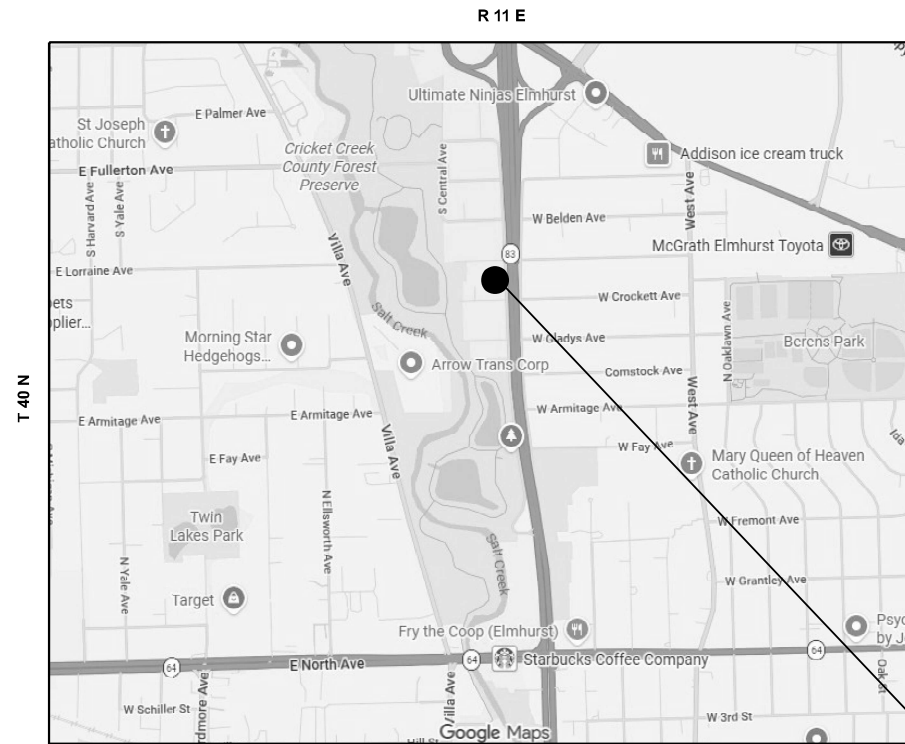 R 11 E
T 40 N
Ultimate Ninjas Elmhurst
E Palmer Ave
St Joseph
atholic Church
Cricket Creek
County Forest
Preserve
Addison ice cream truck
E Fullerton Ave
S Central Ave
S Harvard Ave
S Yale Ave
West Ave
W Belden Ave
Villa Ave
McGrath Elmhurst Toyota
83
E Lorraine Ave
W Crockett Ave
Salt Creek
N Oaklawn Ave
W Gladys Ave
Berens Park
Morning Star
Hedgehogs...
Arrow Trans Corp
Comstock Ave
West Ave
W Armitage Ave
E Armitage Ave
E Armitage Ave
Villa Ave
W Fay Ave
E Fay Ave
Mary Queen of Heaven
Catholic Church
N Ellsworth Ave
Twin
Lakes Park
W Fremont Ave
Salt Creek
N Yale Ave
W Grantley Ave
Target
Fry the Coop (Elmhurst)
64
64
64
E North Ave
Starbucks Coffee Company
Oak St
Villa Ave
W Schiller St
W 3rd St
Google Maps